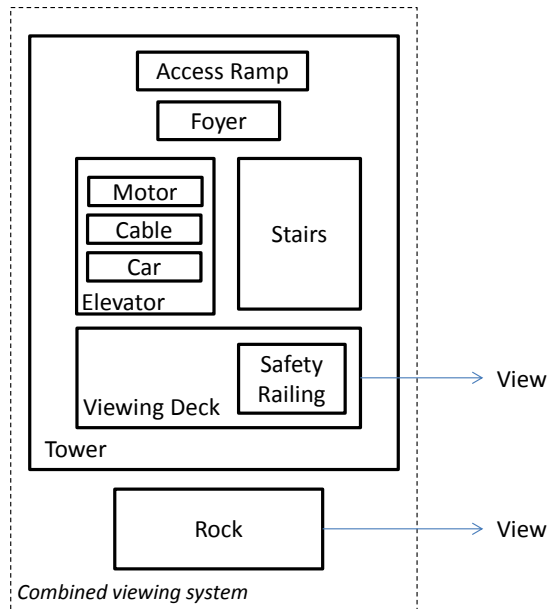 Access Ramp
Foyer
Motor
Cable
Car
Elevator
Stairs
Safety
Railing
Viewing Deck
View
Tower
Rock
View
Combined viewing system